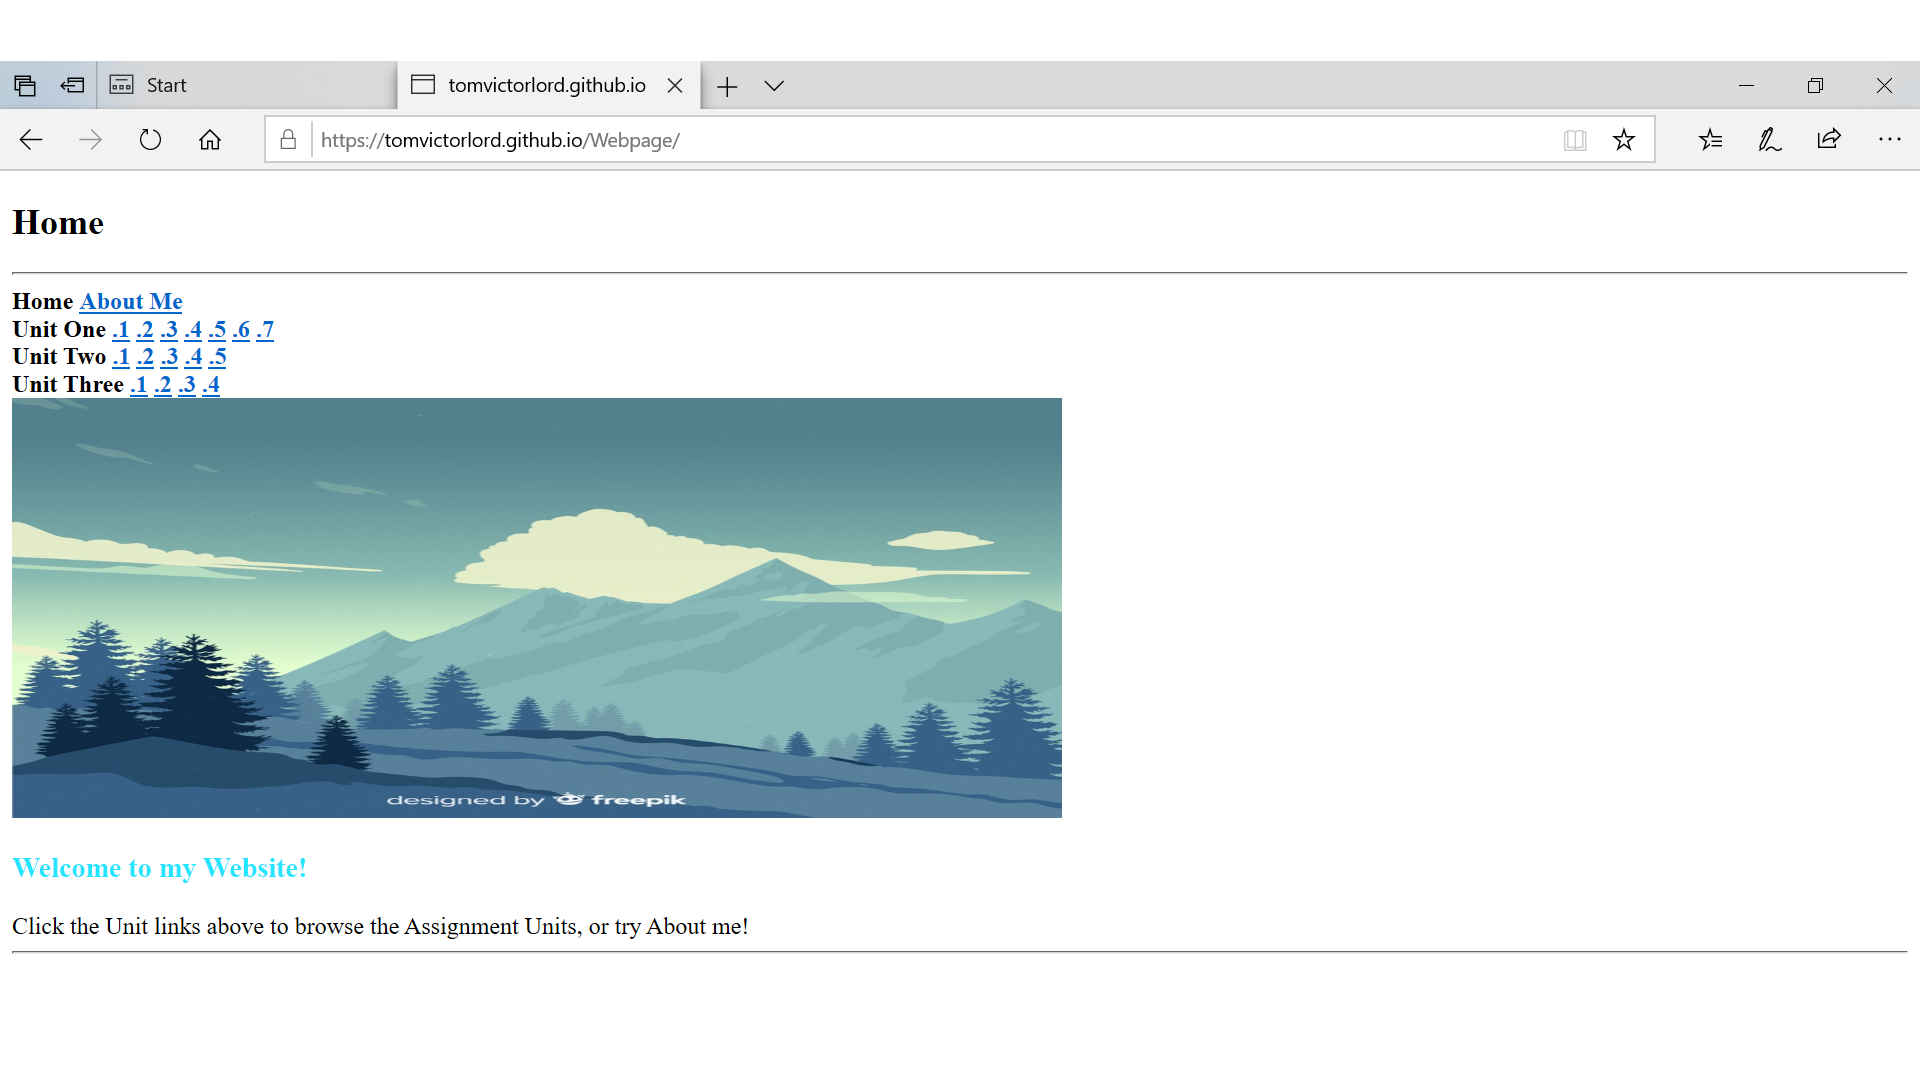 Start
tomvictorlord.github.io
https://tomvictorlord.github.io/Webpage/
Home
Home About Me
Unit One .1 .2 .3 .4 .5 .6 .7
Unit Two .1 .2 .3 .4 .5
Unit Three .1 .2 .3 .4
designed by freepik
Welcome to my Website!
Click the Unit links above to browse the Assignment Units, or try About me!